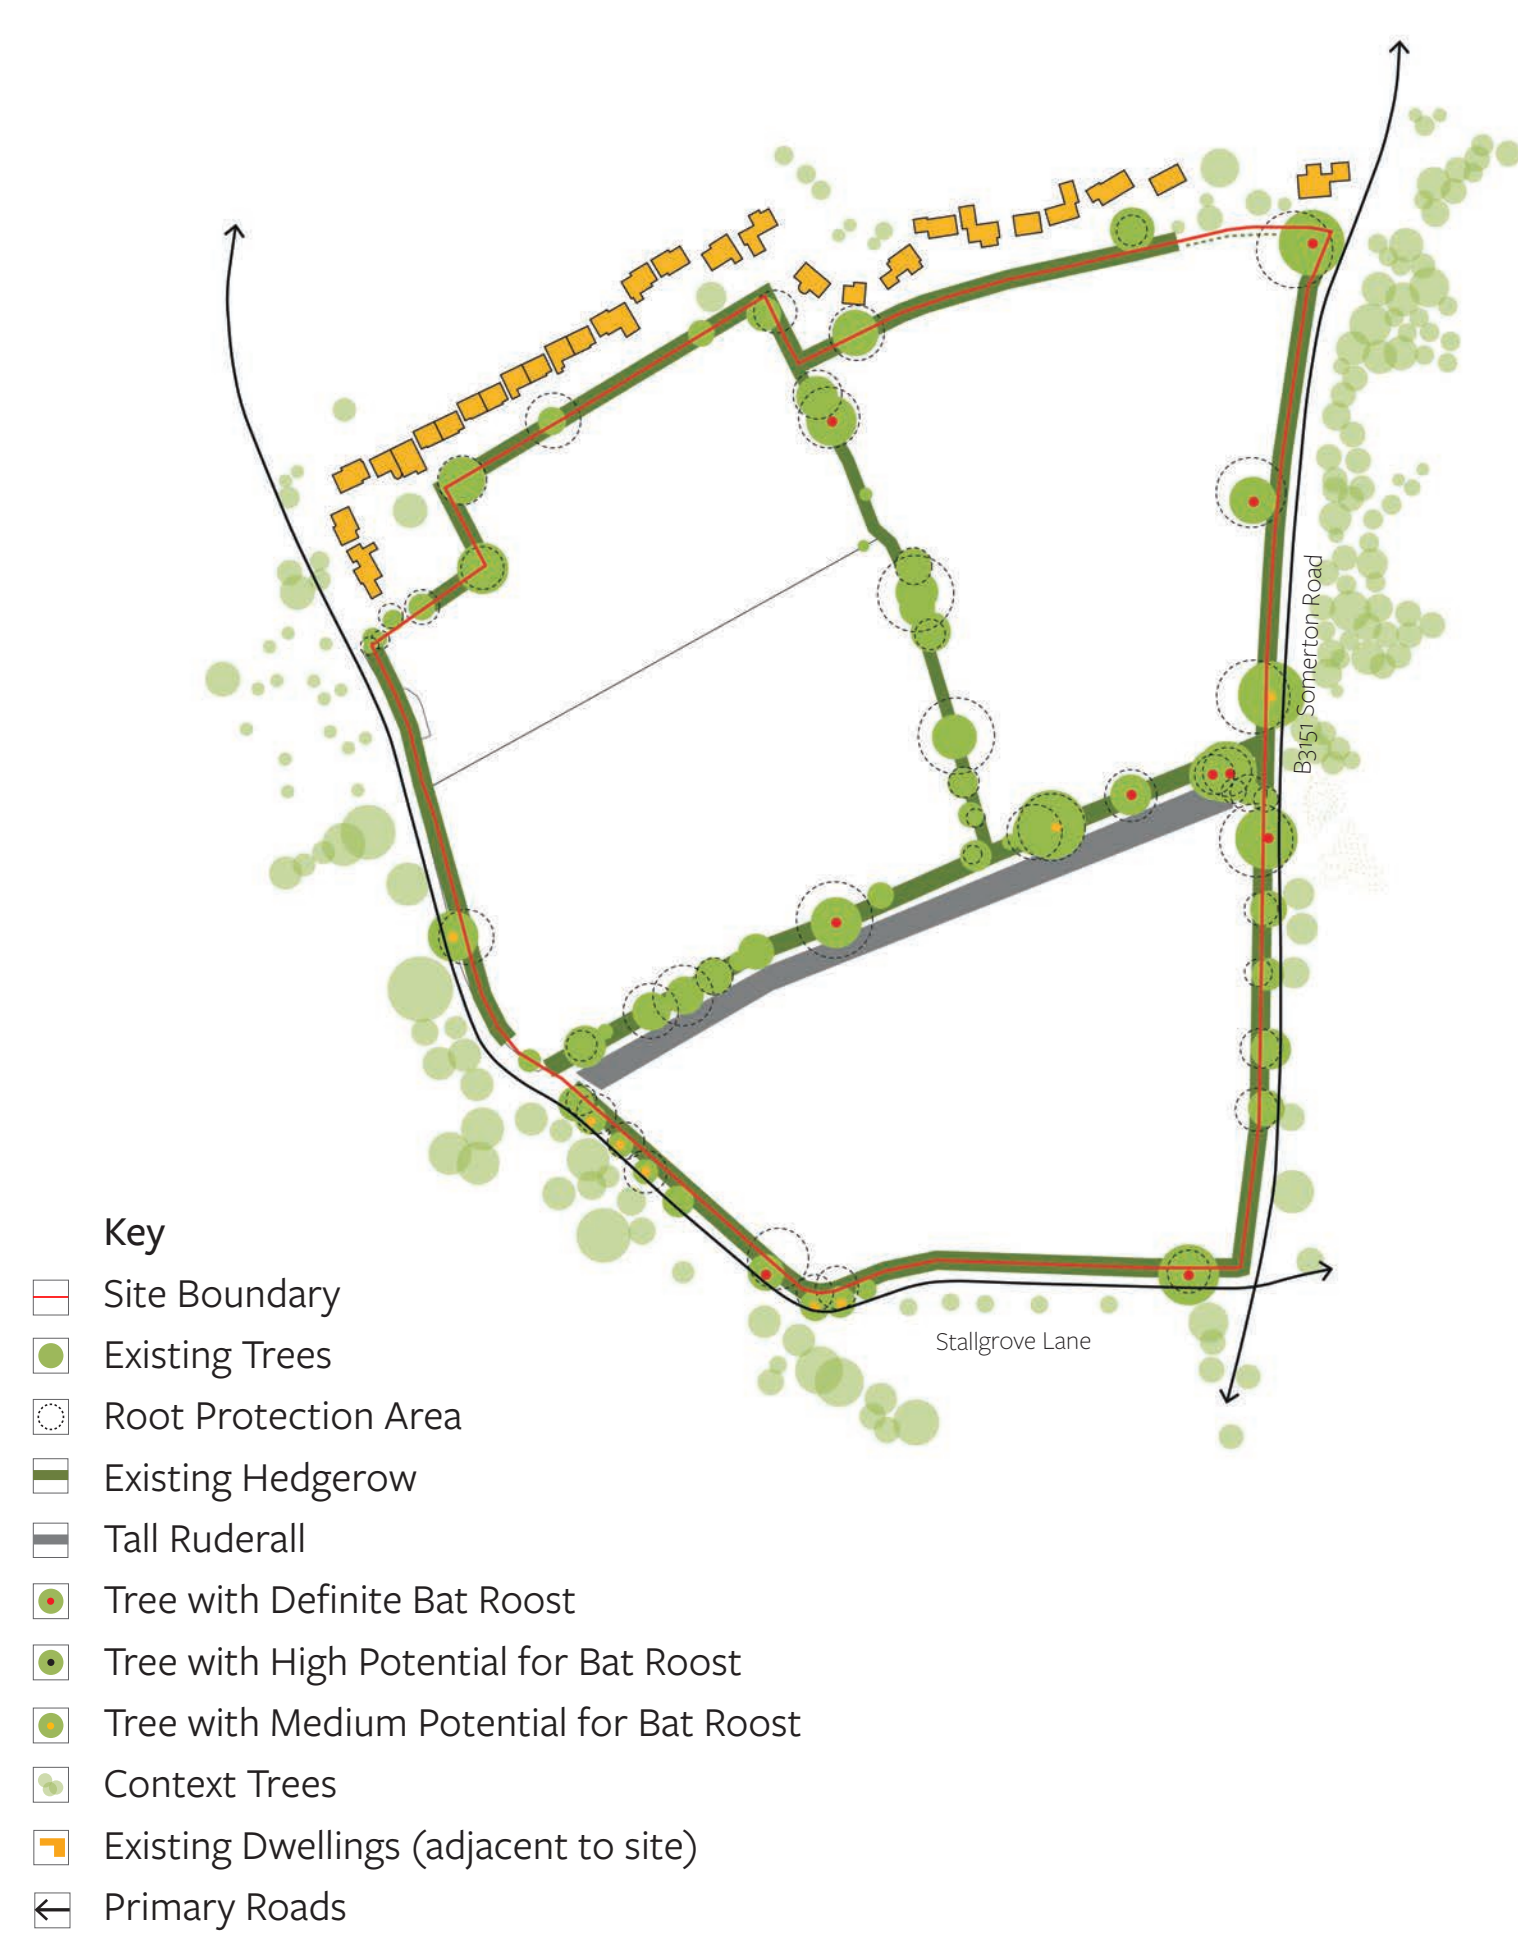 B3151 Somerton Road
Stallgrove Lane
Key
Site Boundary
Existing Trees
Root Protection Area
Existing Hedgerow
Tall Ruderall
Tree with Definite Bat Roost
Tree with High Potential for Bat Roost
Tree with Medium Potential for Bat Roost
Context Trees
Existing Dwellings (adjacent to site)
Primary Roads